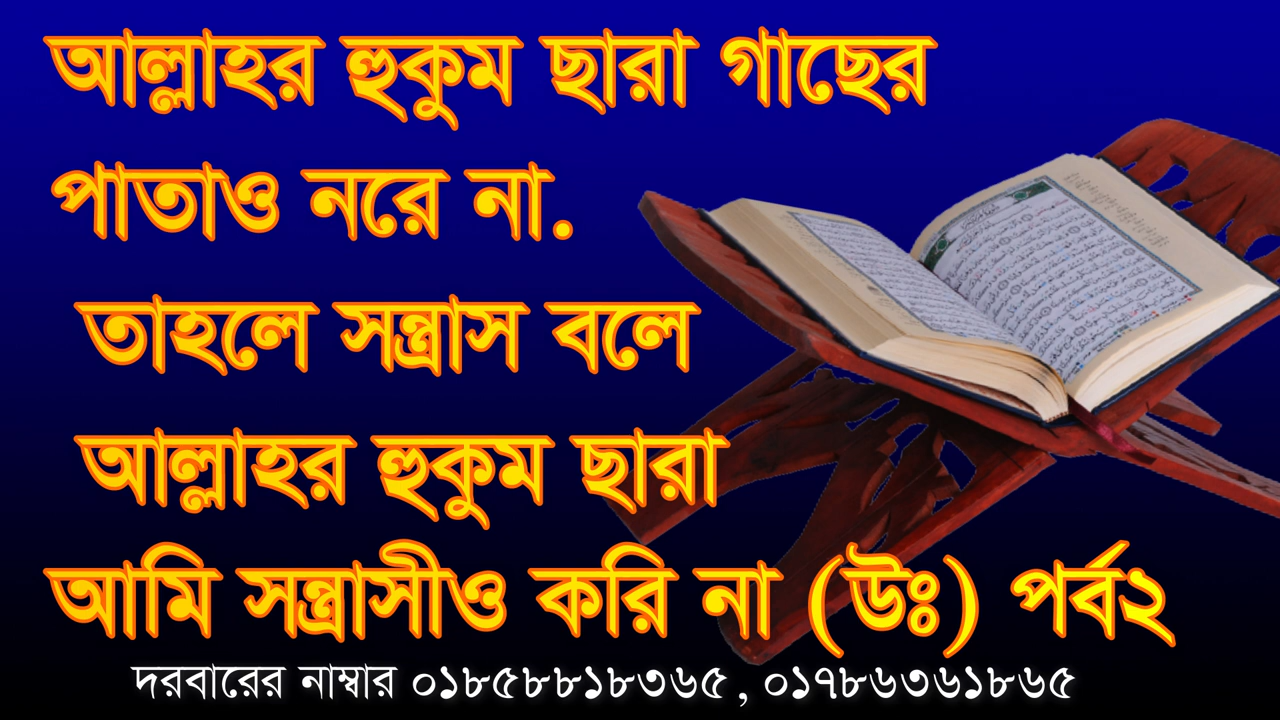 আল্লাহর হুকুম ছারা গাছের
পাতাও নরে না.
তাহলে সন্ত্রাস বলে
আল্লাহর হুকুম ছারা
আমি সন্ত্রাসীও করি না (উঃ) পর্ব২
দরবারের নাম্বার ০১৮৫৮৮১৮৩৬৫, ০১৭৮৬৩৬১৮৬৫